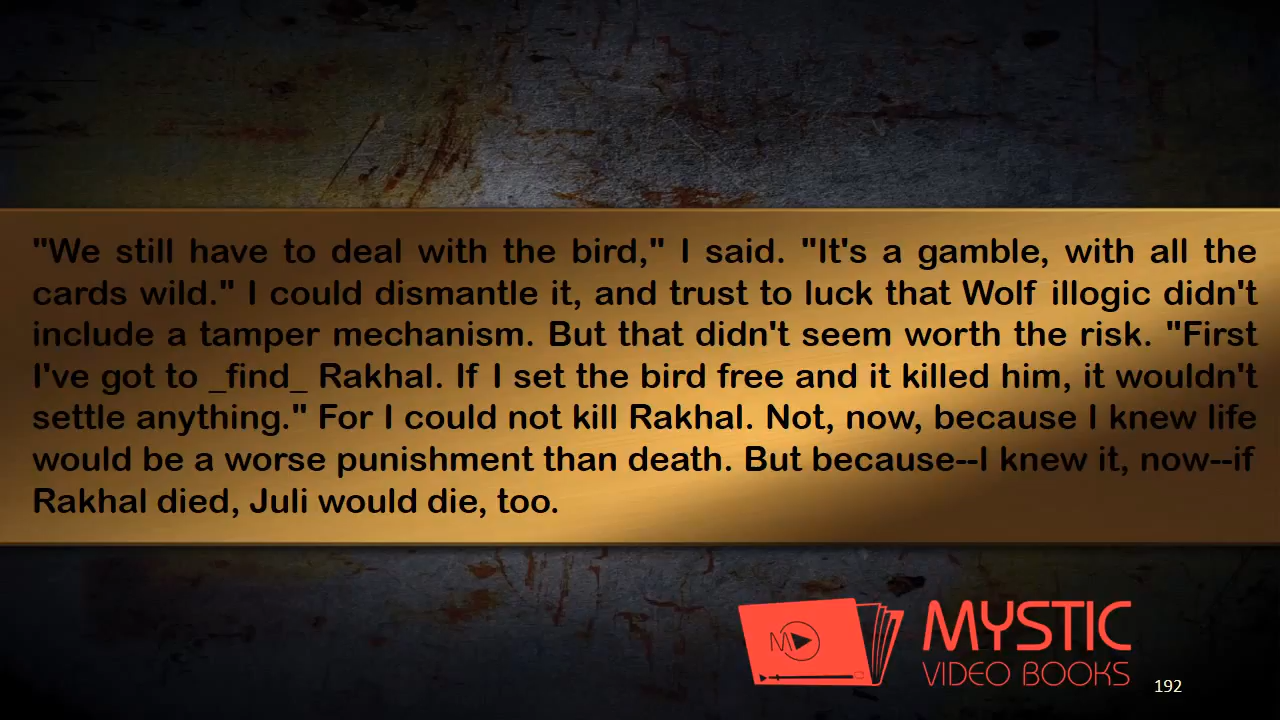 "We still have to deal with the bird," I said. "It's a gamble, with all the
cards wild." I could dismantle it, and trust to luck that Wolf illogic didn't
include a tamper mechanism. But that didn't seem worth the risk. "First
I've got to _find_ Rakhal. If I set the bird free and it killed him, it wouldn't
settle anything." For I could not kill Rakhal. Not, now, because I knew life
would be a worse punishment than death. But because--I knew it, now--if
Rakhal died, Juli would die, too.
MYSTIC
VIDEO BOOKS
192